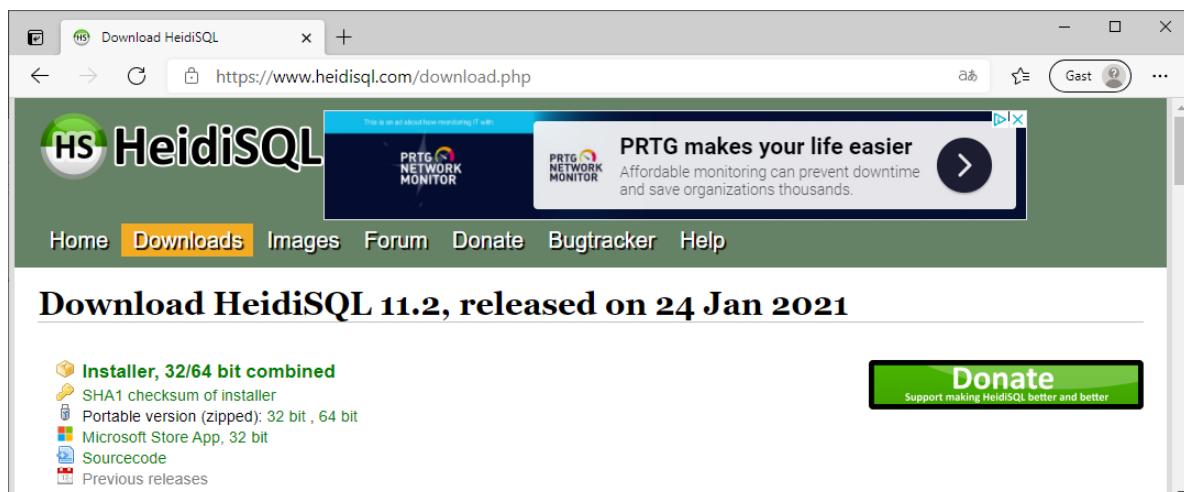 Download HeidiSQL
https://www.heidisql.com/download.php
Gast
HS HeidiSQL
This is an ad about how monitoring IT with:
PRTG NETWORK MONITOR
PRTG NETWORK MONITOR
PRTG makes your life easier
Affordable monitoring can prevent downtime
and save organizations thousands.
Home Downloads Images Forum Donate Bugtracker Help
Download HeidiSQL 11.2, released on 24 Jan 2021
Installer, 32/64 bit combined
SHA1 checksum of installer
Portable version (zipped): 32 bit , 64 bit
Microsoft Store App, 32 bit
Sourcecode
Previous releases
Donate
Support making HeidiSQL better and better